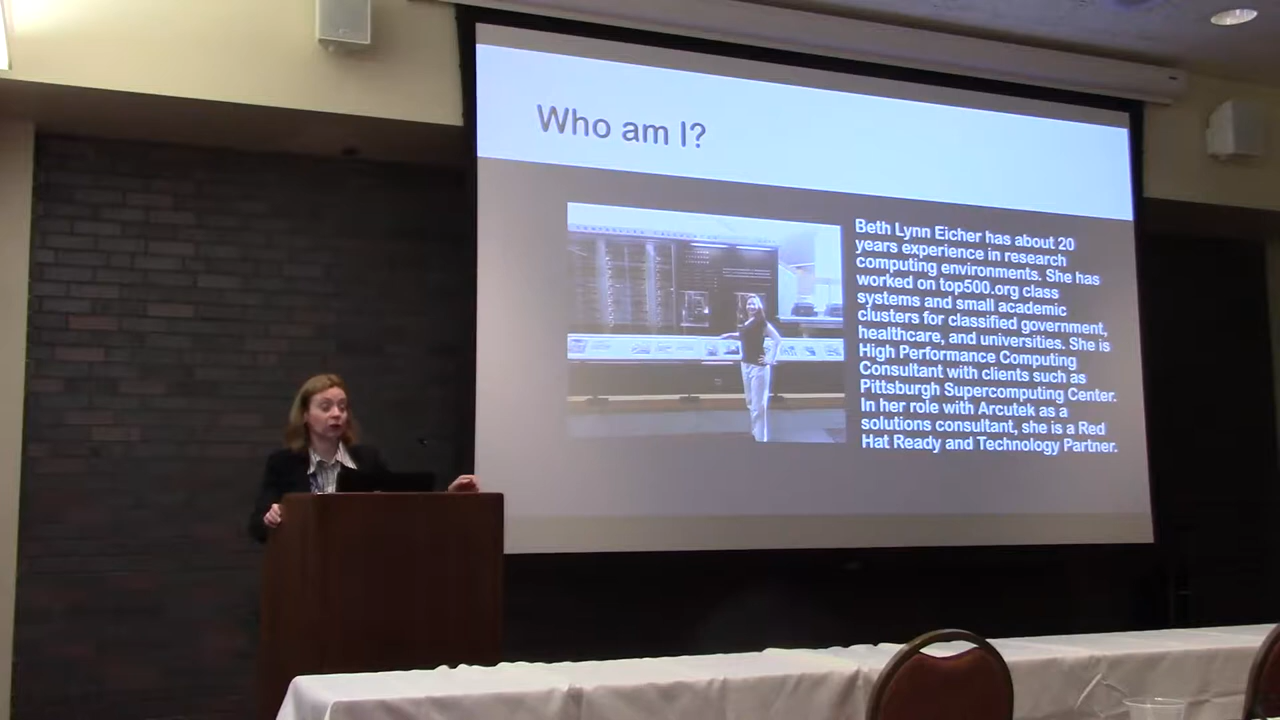 Who am I?
Beth Lynn Eicher has about 20
years experience in research
computing environments. She has
worked on top500.org class
systems and small academic
clusters for classified government,
healthcare, and universities. She is
High Performance Computing
Consultant with clients such as
Pittsburgh Supercomputing Center.
In her role with Arcutek as a
solutions consultant, she is a Red
Hat Ready and Technology Partner.